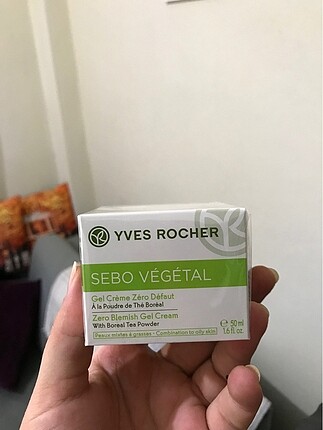 YVES ROCHER
SEBO VÉGÉTAL
Gel Crème Zéro Défaut
À la Poudre de Thé Boréal
Zero Blemish Gel Cream
With Boreal Tea Powder
Peaux mixtes à grasses - Combination to oily skin
℮ 50 ml
1.6 fl. oz